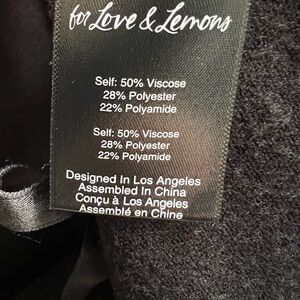 for Love & Lemons
Self: 50% Viscose
28% Polyester
22% Polyamide
Self: 50% Viscose
28% Polyester
22% Polyamide
Designed In Los Angeles
Assembled In China
Conçu à Los Angeles
Assemblé en Chine